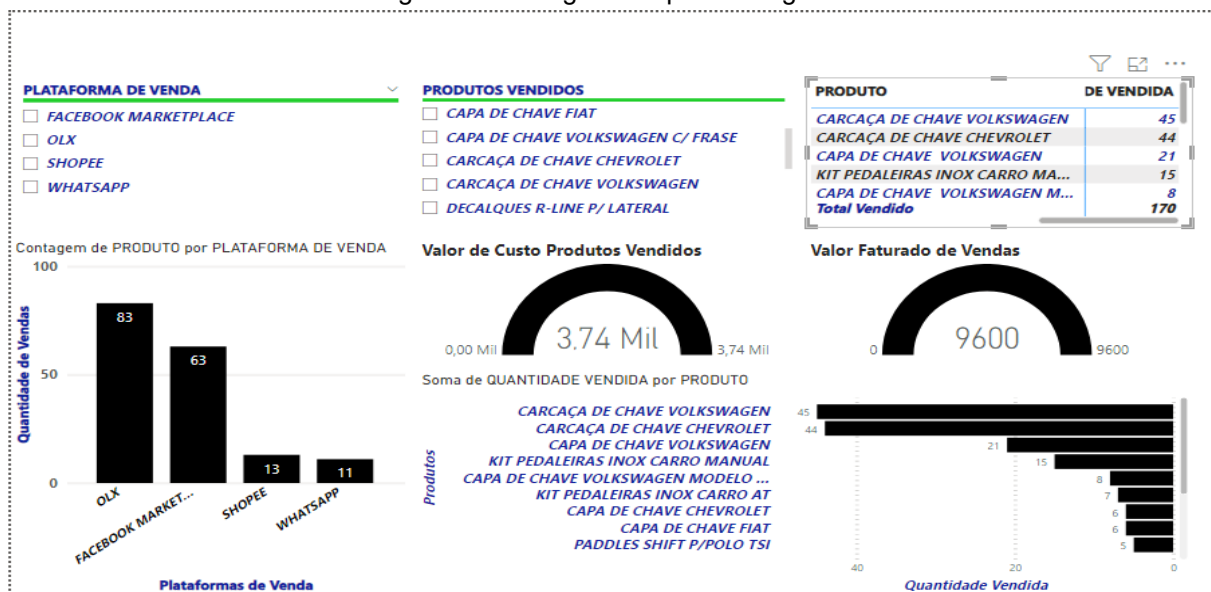 PLATAFORMA DE VENDA
FACEBOOK MARKETPLACE
OLX
SHOPEE
WHATSAPP
PRODUTOS VENDIDOS
CAPA DE CHAVE FIAT
CAPA DE CHAVE VOLKSWAGEN C/ FRASE
CARCAÇA DE CHAVE CHEVROLET
CARCAÇA DE CHAVE VOLKSWAGEN
DECALQUES R-LINE P/ LATERAL
PRODUTO DE VENDIDA
CARCAÇA DE CHAVE VOLKSWAGEN 45
CARCAÇA DE CHAVE CHEVROLET 44
CAPA DE CHAVE VOLKSWAGEN 21
KIT PEDALEIRAS INOX CARRO MA... 15
CAPA DE CHAVE VOLKSWAGEN M... 8
Total Vendido 170
Contagem de PRODUTO por PLATAFORMA DE VENDA
100
50
0
Quantidade de Vendas
83
63
13
11
OLX
FACEBOOK MARKET...
SHOPEE
WHATSAPP
Plataformas de Venda
Valor de Custo Produtos Vendidos
3.74 Mil
0,00 Mil
3,74 Mil
Valor Faturado de Vendas
9600
0
9600
Soma de QUANTIDADE VENDIDA por PRODUTO
Produtos
CARCAÇA DE CHAVE VOLKSWAGEN 45
CARCAÇA DE CHAVE CHEVROLET 44
CAPA DE CHAVE VOLKSWAGEN 21
KIT PEDALEIRAS INOX CARRO MANUAL 15
CAPA DE CHAVE VOLKSWAGEN MODELO ... 8
KIT PEDALEIRAS INOX CARRO AT 7
CAPA DE CHAVE CHEVROLET 6
CAPA DE CHAVE FIAT 6
PADDLES SHIFT P/POLO TSI 5
40 20 0
Quantidade Vendida